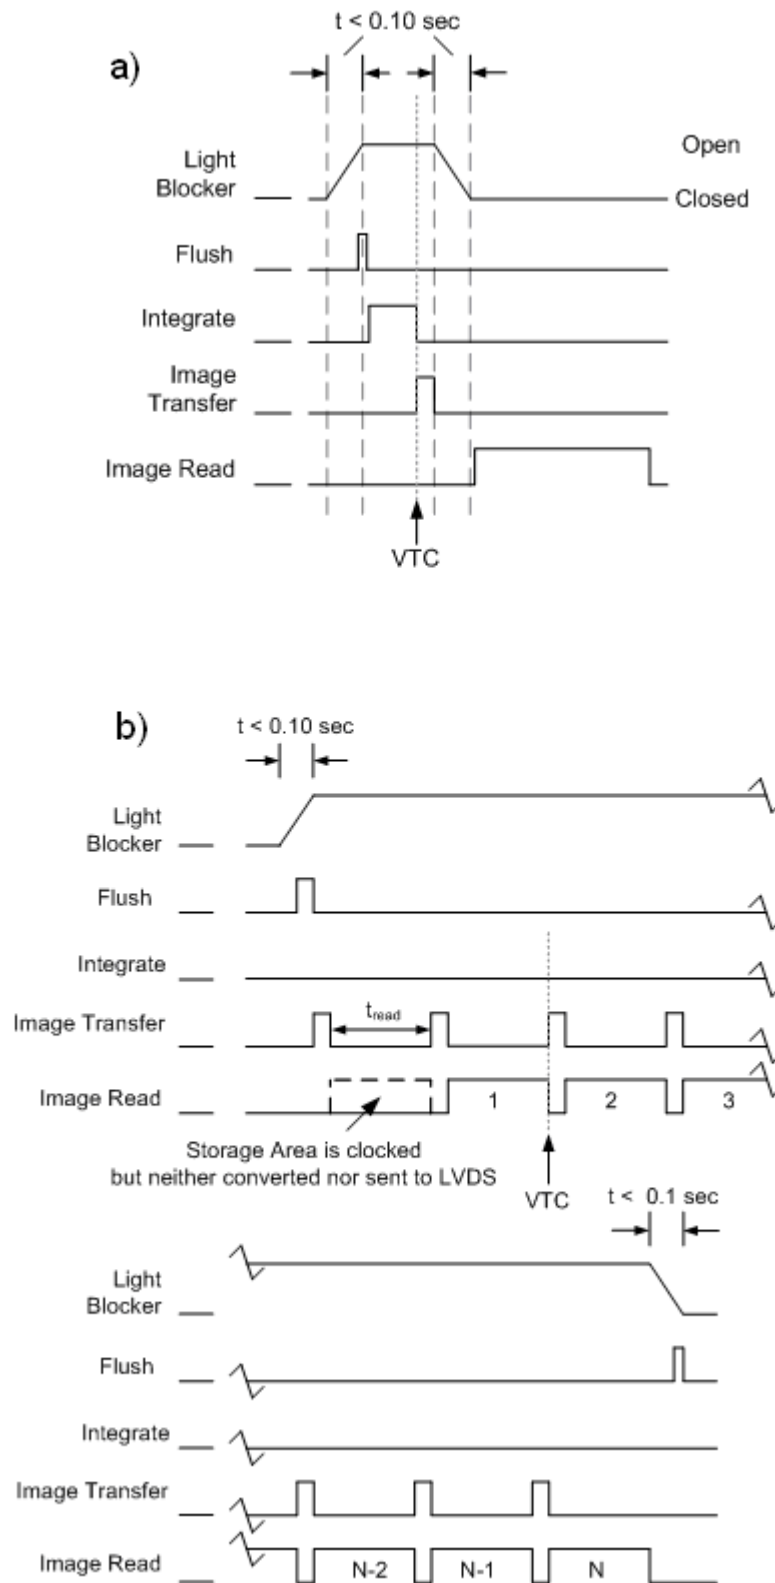 t < 0.10 sec
a)
Light
Blocker
Open
Closed
Flush
Integrate
Image
Transfer
Image Read
VTC
b)
t < 0.10 sec
Light
Blocker
Flush
Integrate
Image Transfer
tread
Image Read
1
2
3
Storage Area is clocked
but neither converted nor sent to LVDS
VTC
t < 0.1 sec
Light
Blocker
Flush
Integrate
Image Transfer
Image Read
N-2
N-1
N